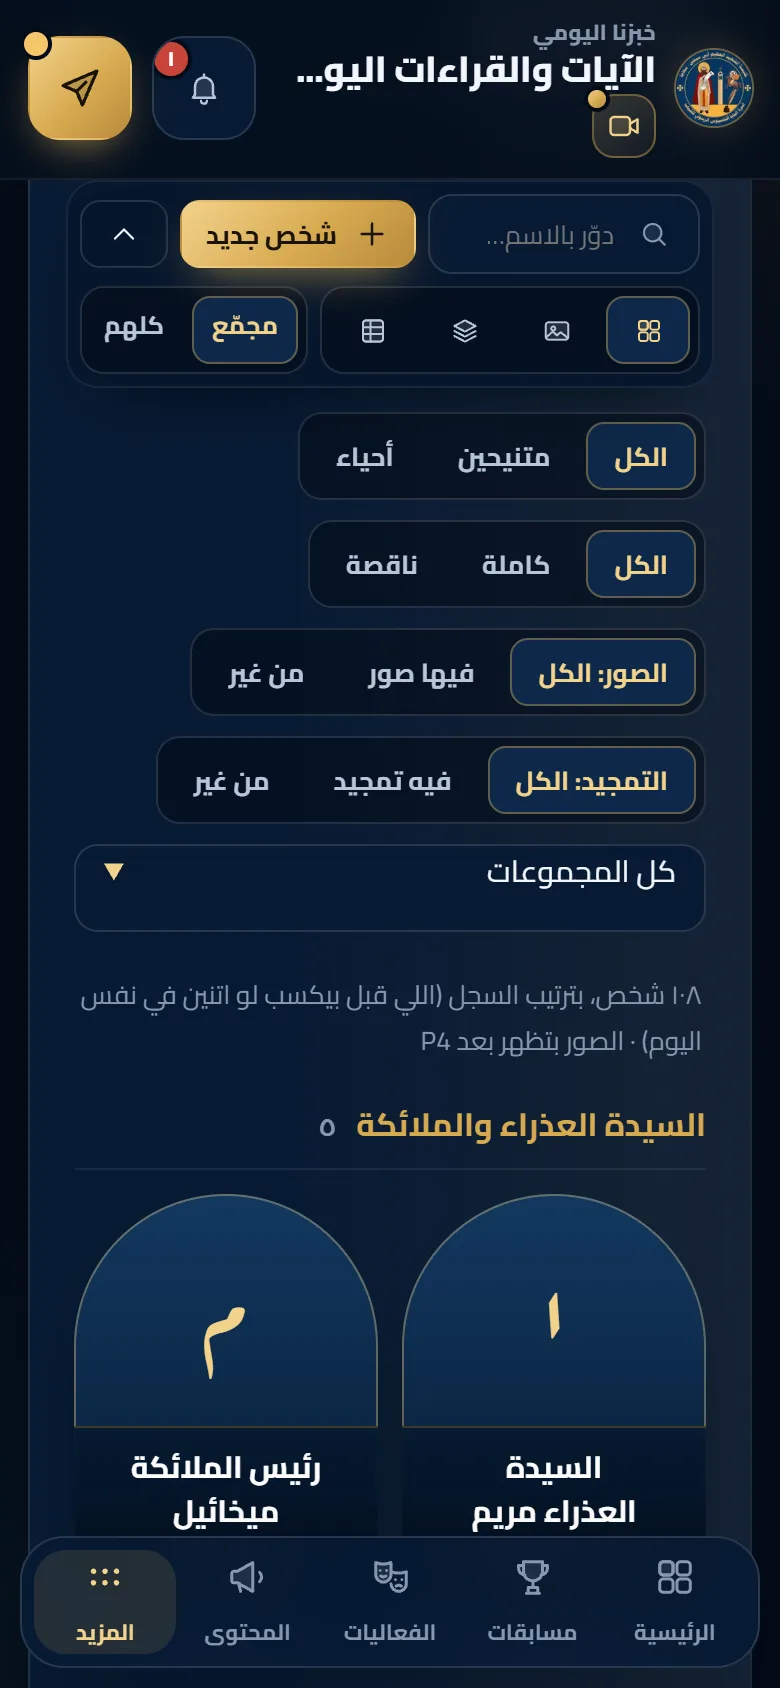 خبزنا اليومي
الآيات والقراءات اليو...
١
دوّر بالاسم...
شخص جديد
مجمّع
كلهم
الكل
متنيحين
أحياء
الكل
كاملة
ناقصة
الصور: الكل
فيها صور
من غير
التمجيد: الكل
فيه تمجيد
من غير
كل المجموعات
١٠٨ شخص، بترتيب السجل (اللي قبل بيكسب لو اتنين في نفس
اليوم) · الصور بتظهر بعد P4
السيدة العذراء والملائكة ٥
ا
م
السيدة
العذراء مريم
رئيس الملائكة
ميخائيل
الرئيسية
مسابقات
الفعاليات
المحتوى
المزيد